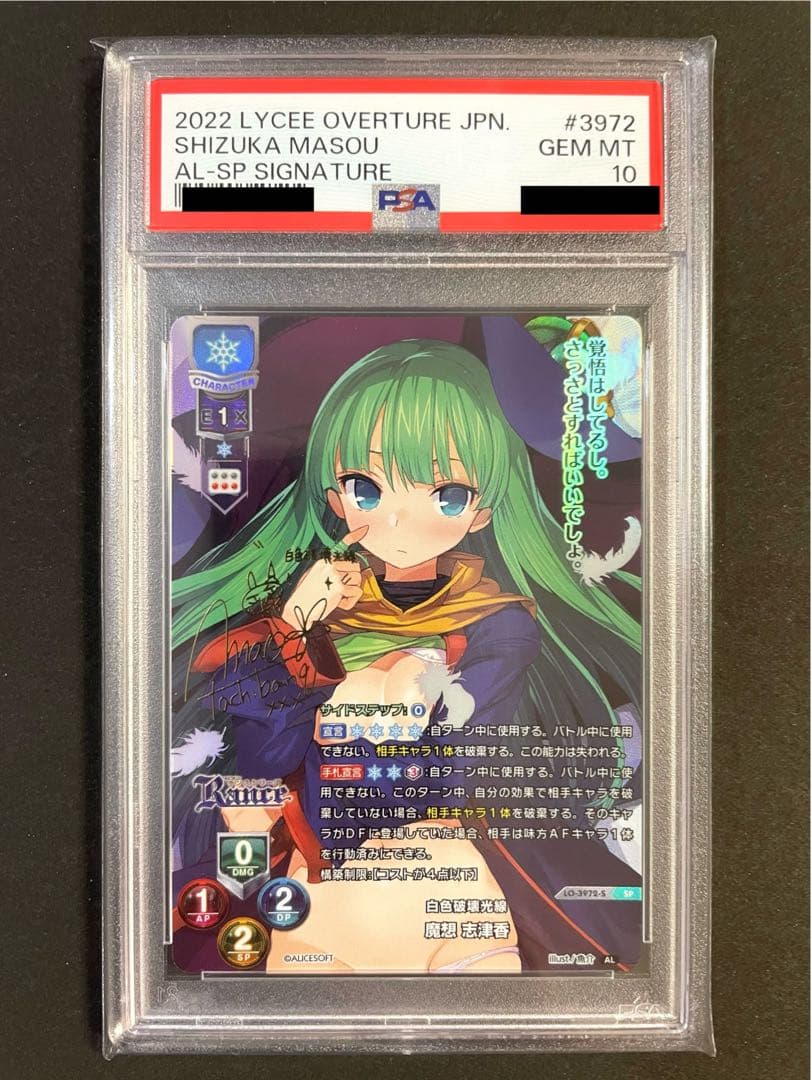 2022 LYCEE OVERTURE JPN. #3972
SHIZUKA MASOU GEM MT
AL-SP SIGNATURE 10
PSA
CHARACTER
E 1 X
覚悟はしてるし。
さっさとすればいいでしょ。
サイドステップ:[0]
宣言 :自ターン中に使用する。バトル中に使用
できない。相手キャラ1体を破棄する。この能力は失われる。
手札宣言 3:自ターン中に使用する。バトル中に使
用できない。このターン中、自分の効果で相手キャラを破
棄していない場合、相手キャラ1体を破棄する。そのキャ
ラがDFに登場していた場合、相手は味方AFキャラ1体
を行動済みにできる。
構築制限:[コストが4点以下]
Rance
0
DMG
1
AP
2
DP
2
SP
LO-3972-S SP
白色破壊光線
魔想 志津香
©ALICESOFT
illust./魚介 AL